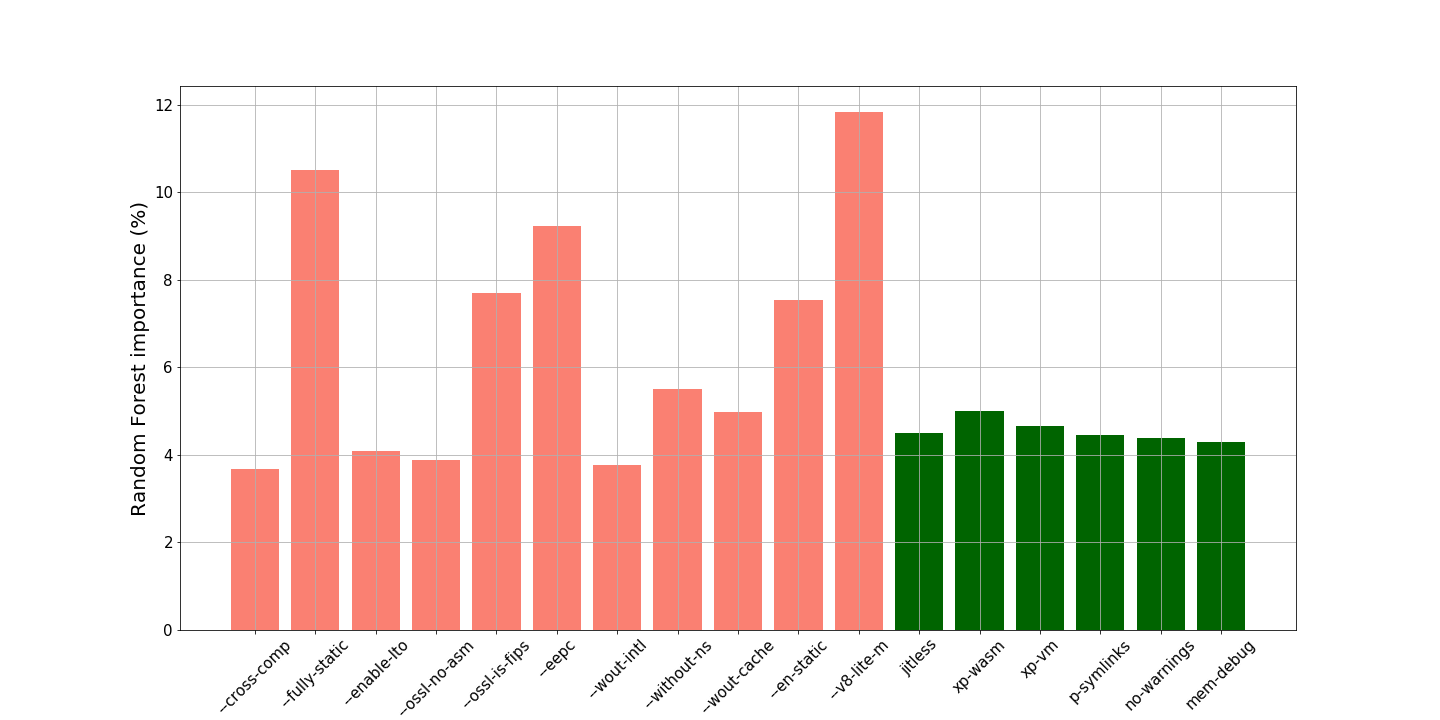 Random Forest importance (%)
12
10
8
6
4
2
0
--cross-comp
--fully-static
--enable-lto
--ossl-no-asm
--ossl-is-fips
--eepc
--wout-intl
--without-ns
--wout-cache
--en-static
--v8-lite-m
jitless
xp-wasm
xp-vm
p-symlinks
no-warnings
mem-debug